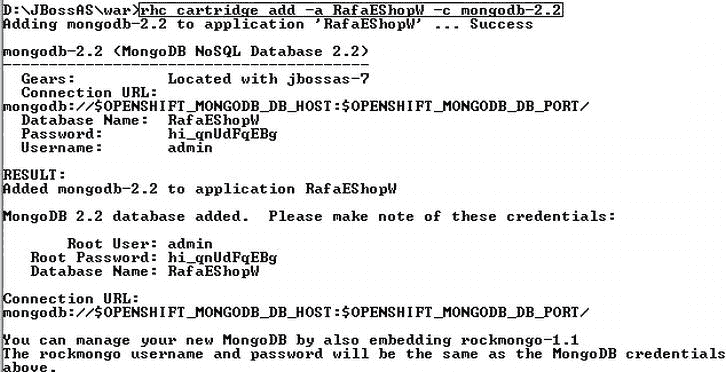 D:\JBossAS\war>rhc cartridge add -a RafaEShopW -c mongodb-2.2
Adding mongodb-2.2 to application 'RafaEShopW' ... Success
mongodb-2.2 (MongoDB NoSQL Database 2.2)
----------------------------------------
Gears: Located with jbossas-7
Connection URL:
mongodb://$OPENSHIFT_MONGODB_DB_HOST:$OPENSHIFT_MONGODB_DB_PORT/
Database Name: RafaEShopW
Password: hi_qnUdFqEBg
Username: admin
RESULT:
Added mongodb-2.2 to application RafaEShopW
MongoDB 2.2 database added.  Please make note of these credentials:
Root User: admin
Root Password: hi_qnUdFqEBg
Database Name: RafaEShopW
Connection URL:
mongodb://$OPENSHIFT_MONGODB_DB_HOST:$OPENSHIFT_MONGODB_DB_PORT/
You can manage your new MongoDB by also embedding rockmongo-1.1
The rockmongo username and password will be the same as the MongoDB credentials
above.